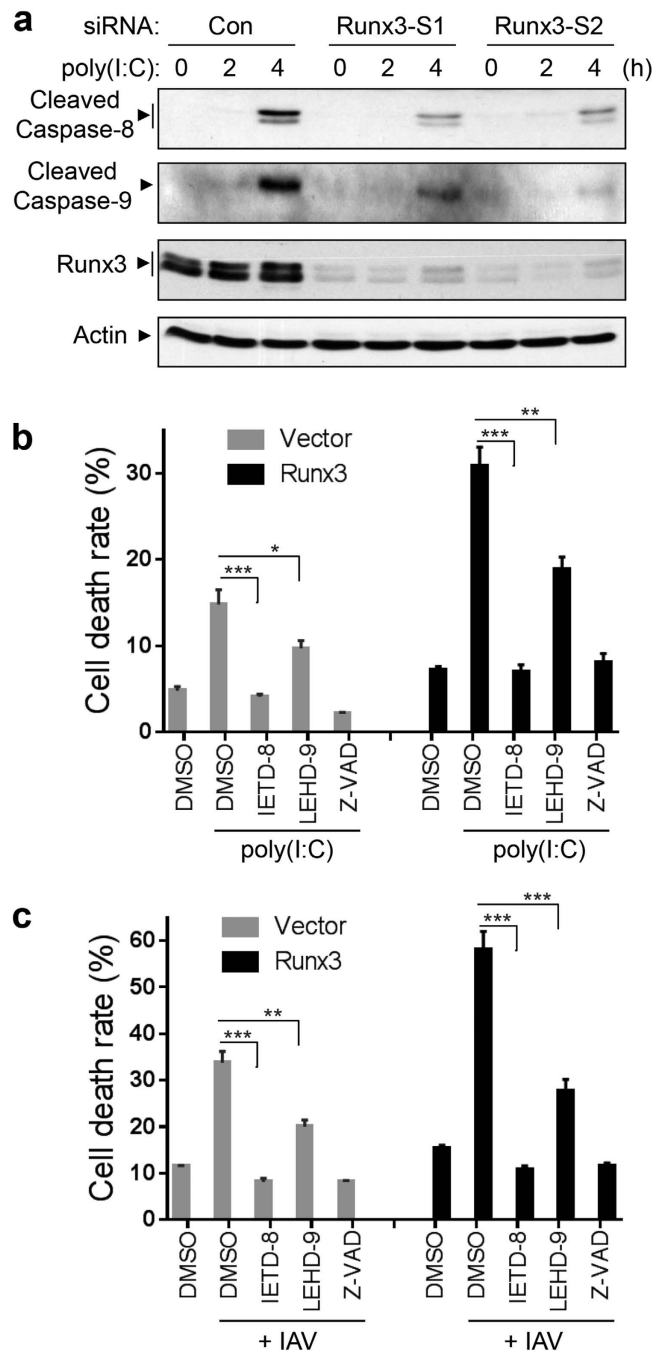 a
siRNA: Con Runx3-S1 Runx3-S2
poly(I:C): 0 2 4 0 2 4 0 2 4 (h)
Cleaved
Caspase-8
Cleaved
Caspase-9
Runx3
Actin
b
Cell death rate (%)
Vector
Runx3
30
20
10
0
*
***
**
***
DMSO DMSO IETD-8 LEHD-9 Z-VAD DMSO DMSO IETD-8 LEHD-9 Z-VAD
poly(I:C) poly(I:C)
c
Cell death rate (%)
Vector
Runx3
60
50
40
30
20
10
0
**
***
***
***
DMSO DMSO IETD-8 LEHD-9 Z-VAD DMSO DMSO IETD-8 LEHD-9 Z-VAD
+ IAV + IAV